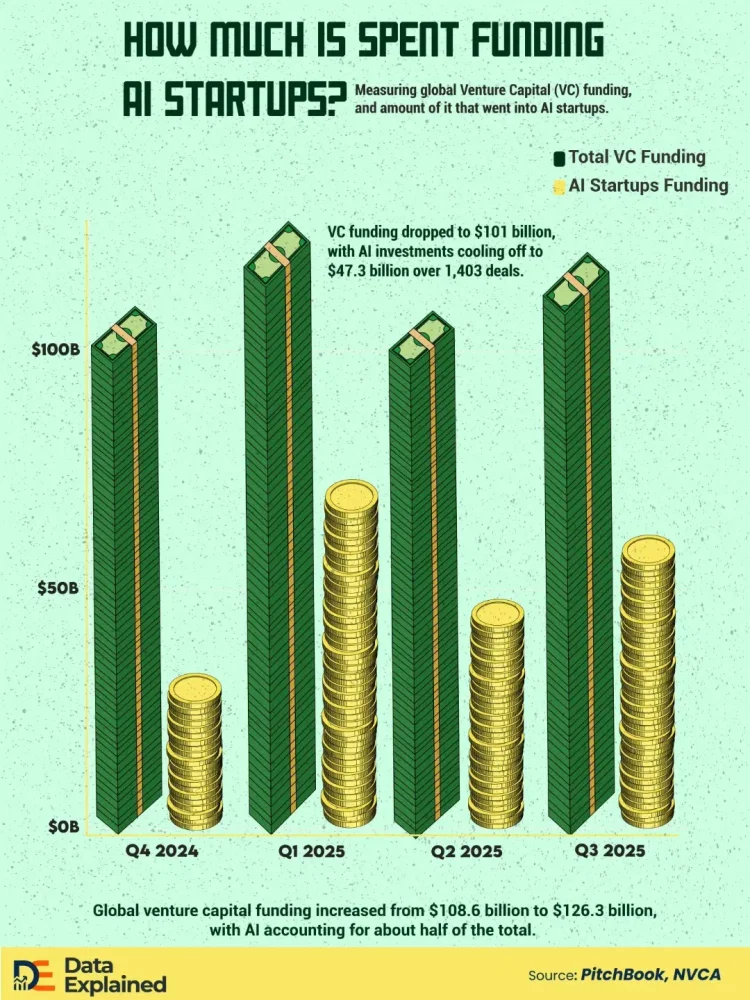 HOW MUCH IS SPENT FUNDING
AI STARTUPS?
Measuring global Venture Capital (VC) funding,
and amount of it that went into AI startups.
Total VC Funding
AI Startups Funding
VC funding dropped to $101 billion,
with AI investments cooling off to
$47.3 billion over 1,403 deals.
$100B
$50B
$0B
Q4 2024
Q1 2025
Q2 2025
Q3 2025
Global venture capital funding increased from $108.6 billion to $126.3 billion,
with AI accounting for about half of the total.
DE Data
Explained
Source: PitchBook, NVCA